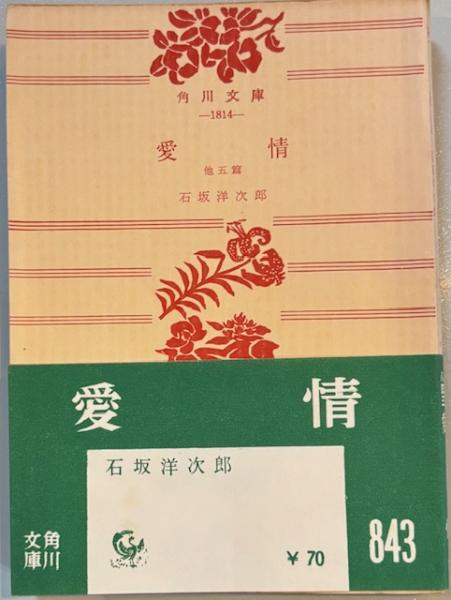 角川文庫
—1814—
愛情
他五篇
石坂洋次郎
愛情
石坂洋次郎
¥70
角川文庫
843